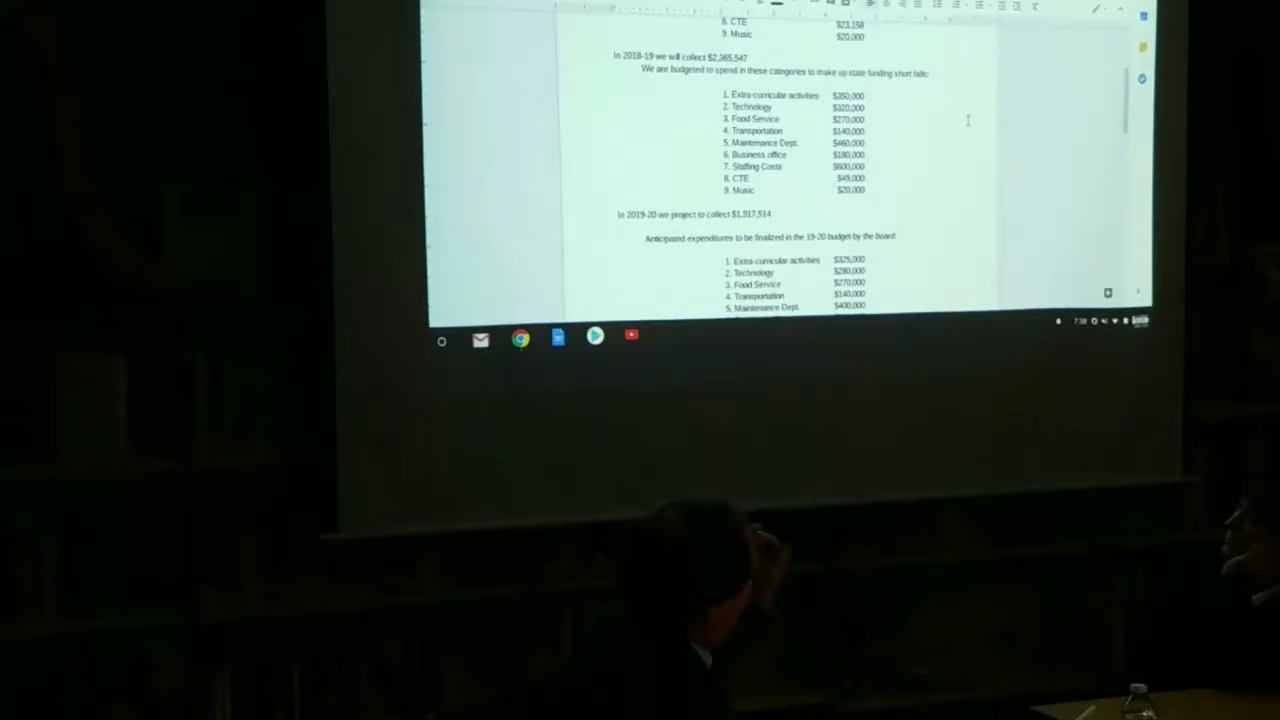 8. CTE $23,158
9. Music $20,000
In 2018-19 we will collect $2,365,547
We are budgeted to spend in these categories to make up state funding short falls:
1. Extra-curricular activities $350,000
2. Technology $320,000
3. Food Service $270,000
4. Transportation $140,000
5. Maintenance Dept. $460,000
6. Business office $180,000
7. Staffing Costs $600,000
8. CTE $49,000
9. Music $20,000
In 2019-20 we project to collect $1,917,514
Anticipated expenditures to be finalized in the 19-20 budget by the board:
1. Extra-curricular activities $325,000
2. Technology $280,000
3. Food Service $270,000
4. Transportation $140,000
5. Maintenance Dept. $400,000
7:38